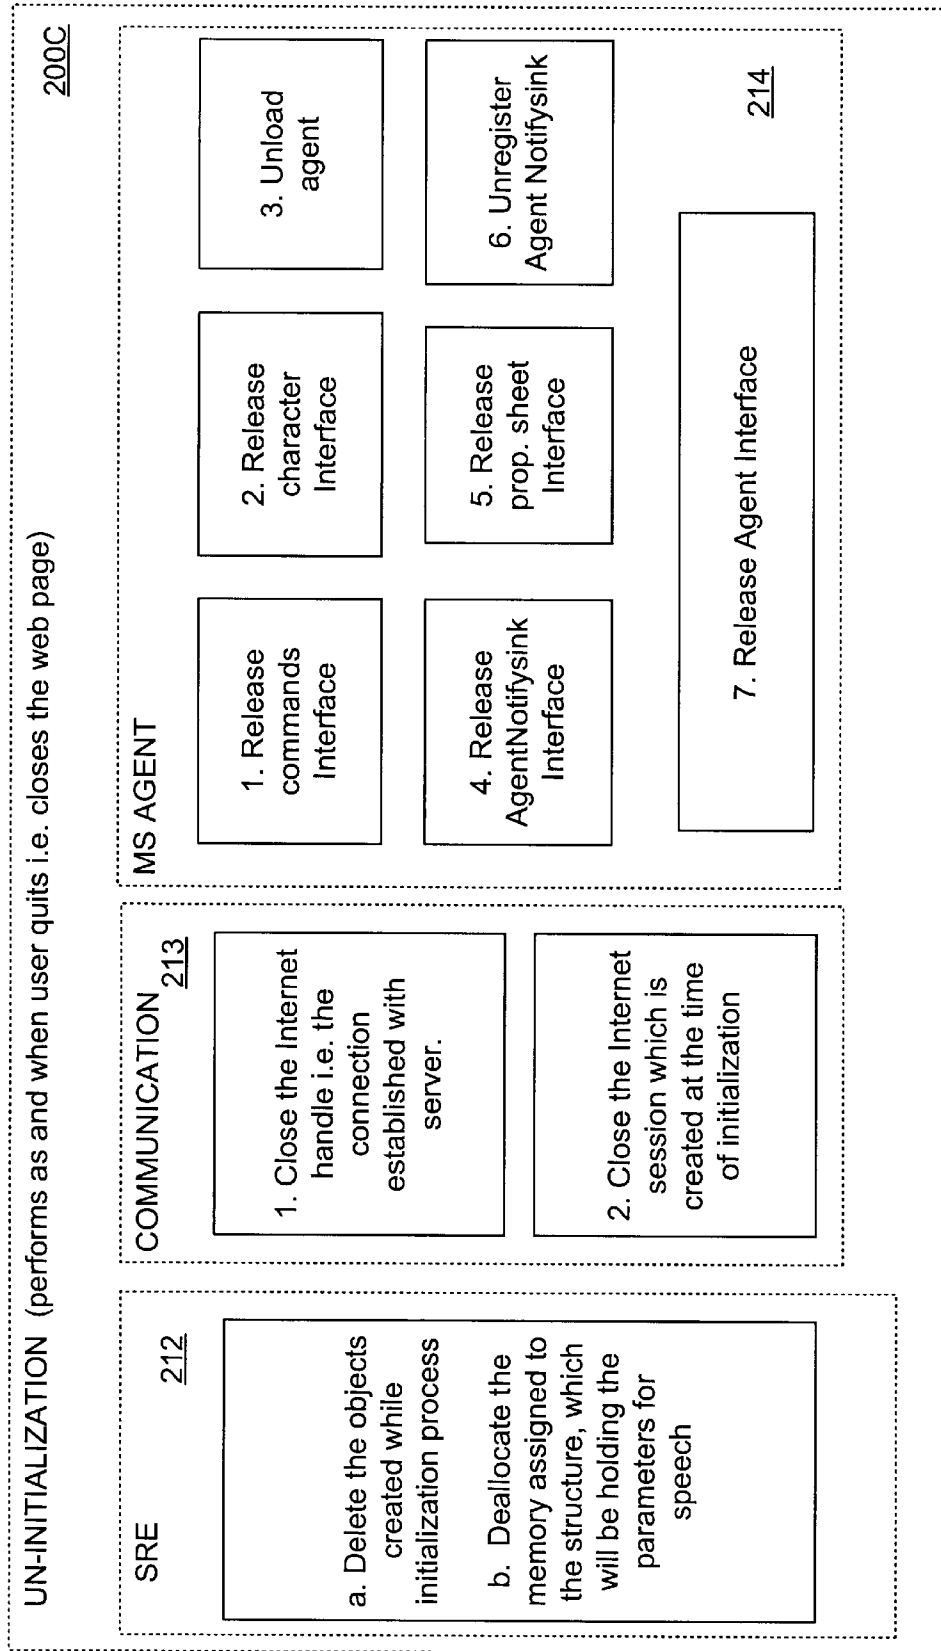 UN-INITIALIZATION (performs as and when user quits i.e. closes the web page)
200C
SRE
212
a. Delete the objects
created while
initialization process
b. Deallocate the
memory assigned to
the structure, which
will be holding the
parameters for
speech
COMMUNICATION
213
1. Close the Internet
handle i.e. the
connection
established with
server.
2. Close the Internet
session which is
created at the time
of initialization
MS AGENT
1. Release
commands
Interface
2. Release
character
Interface
3. Unload
agent
4. Release
AgentNotifysink
Interface
5. Release
prop. sheet
Interface
6. Unregister
Agent Notifysink
7. Release Agent Interface
214